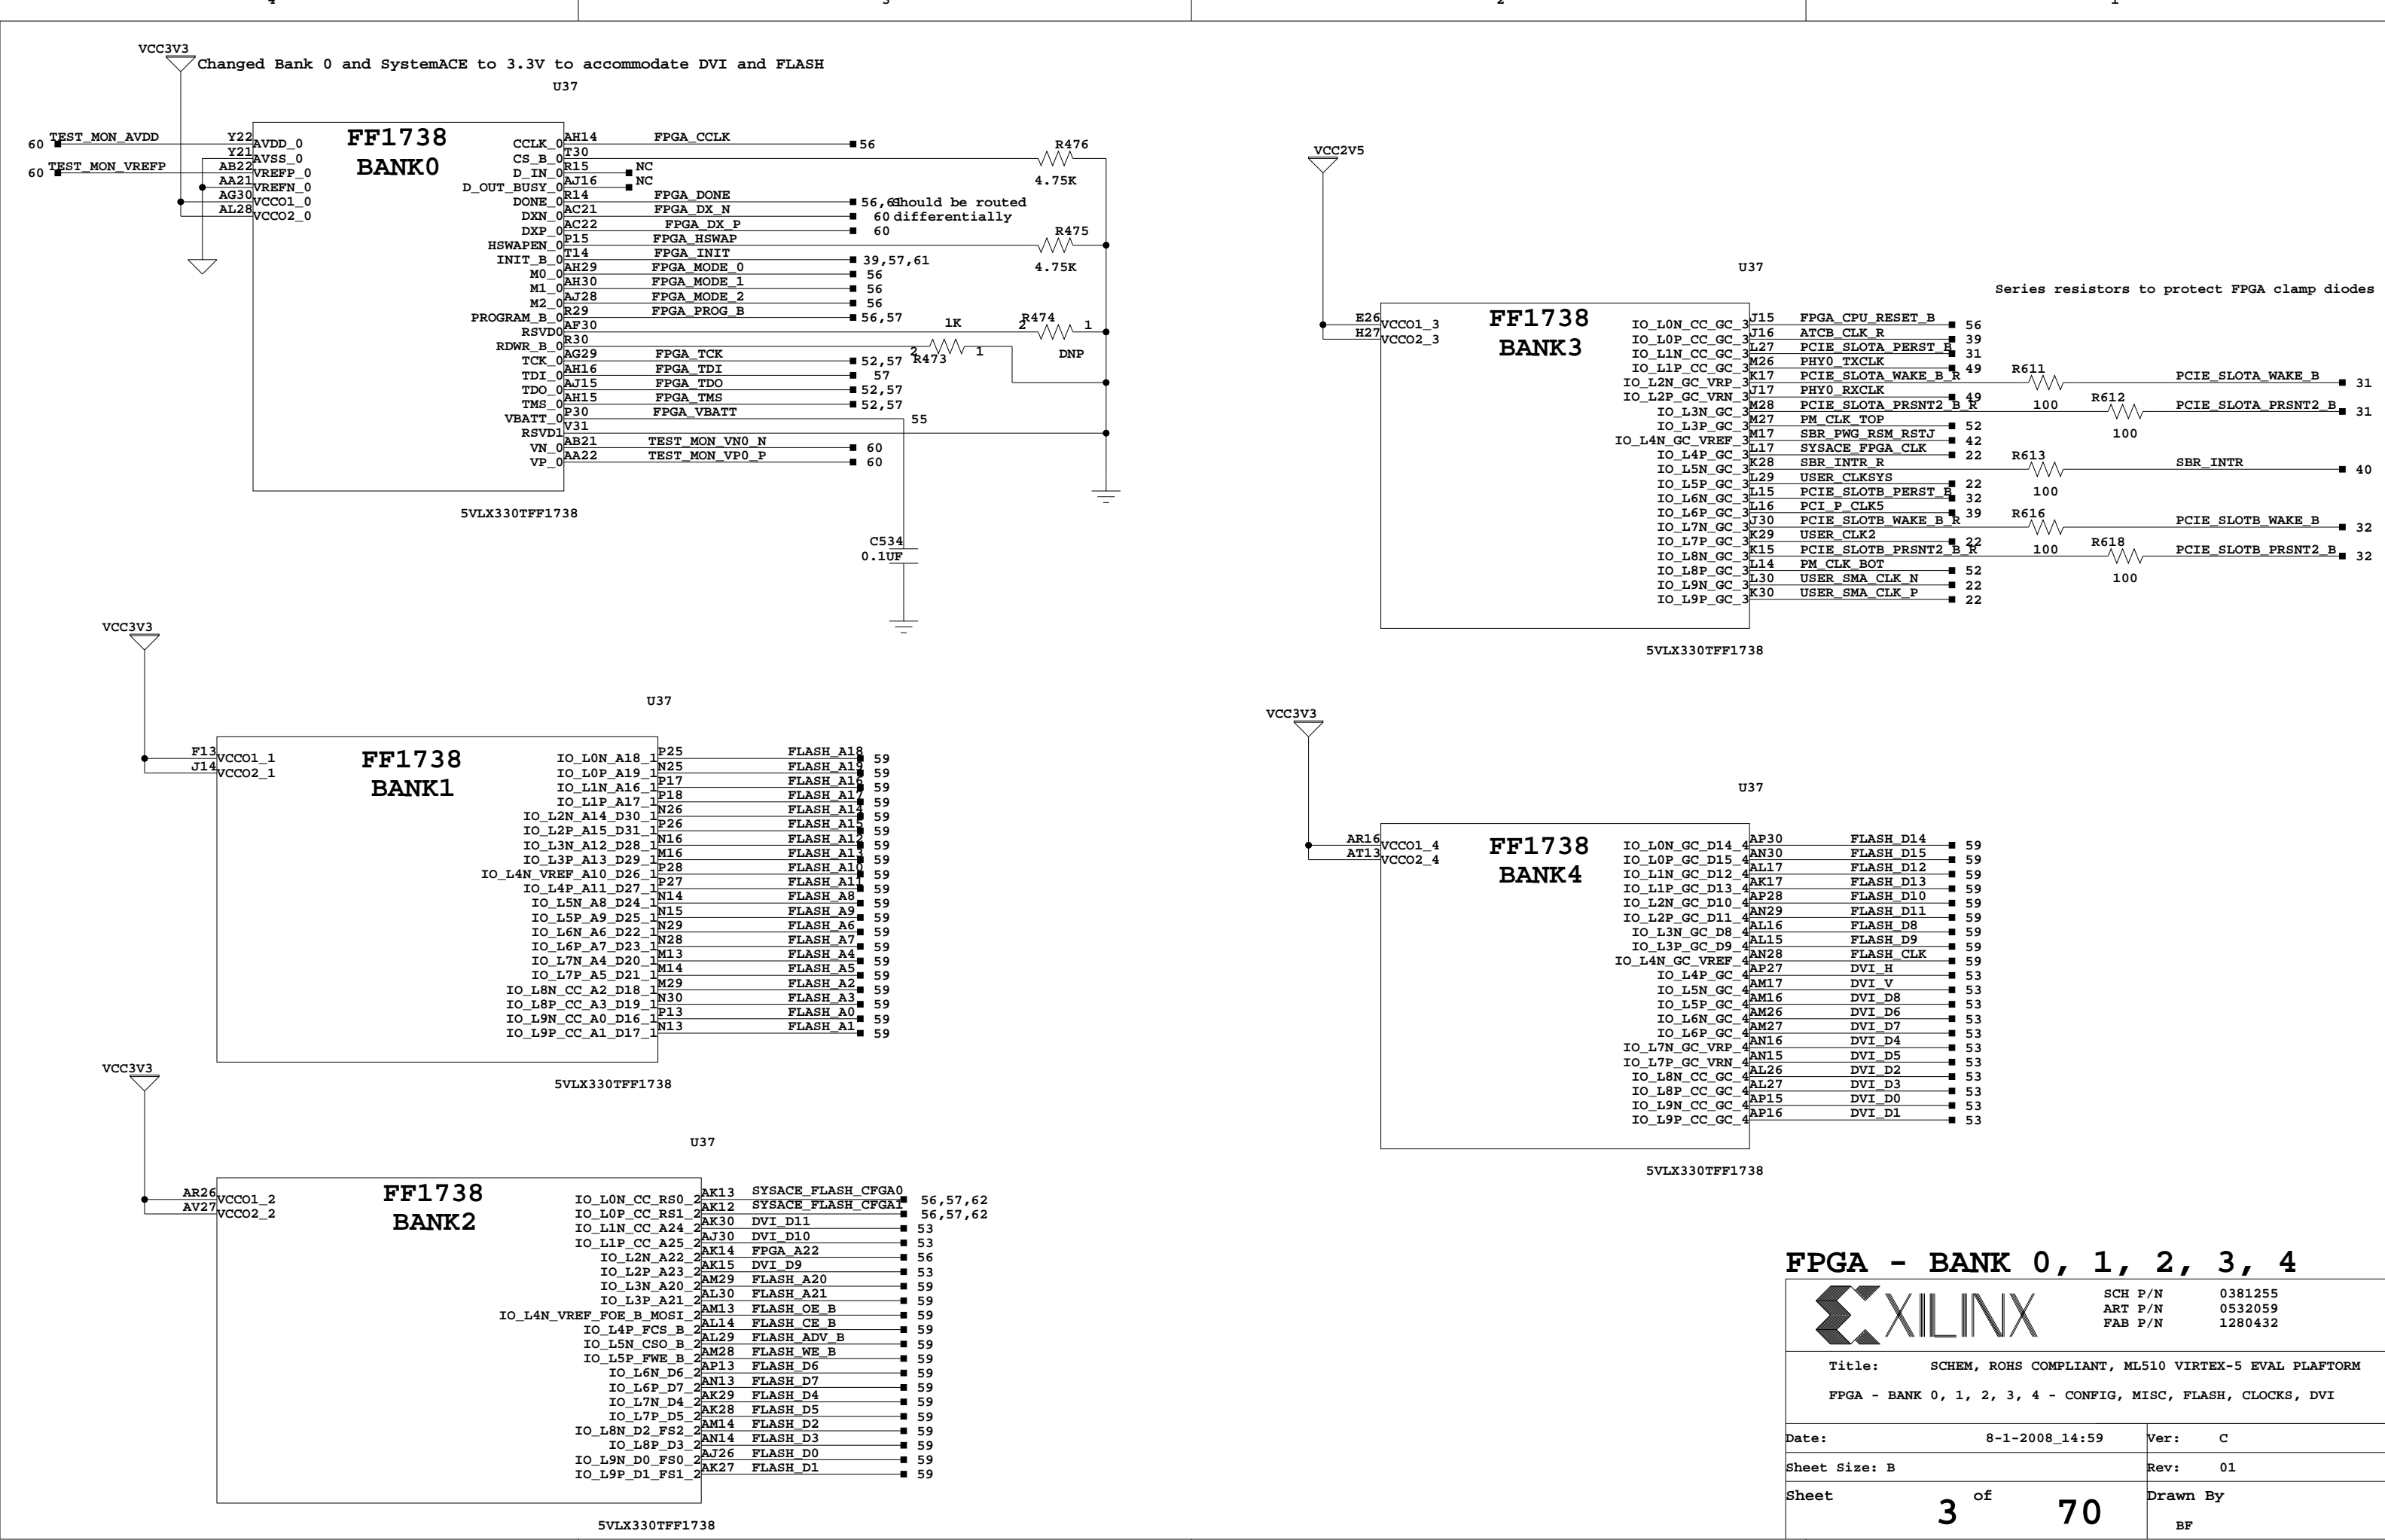 4 3 2 1
VCC3V3
Changed Bank 0 and SystemACE to 3.3V to accommodate DVI and FLASH
U37
FF1738
BANK0
60 TEST_MON_AVDD Y22 AVDD_0
Y21 AVSS_0
60 TEST_MON_VREFP AB22 VREFP_0
AA21 VREFN_0
AG30 VCCO1_0
AL28 VCCO2_0
CCLK_0 AH14 FPGA_CCLK 56
CS_B_0 T30 R476 4.75K
D_IN_0 R15 NC
D_OUT_BUSY_0 AJ16 NC
DONE_0 R14 FPGA_DONE 56,61
DXN_0 AC21 FPGA_DX_N 60
DXP_0 AC22 FPGA_DX_P 60
Should be routed
differentially
HSWAPEN_0 P15 FPGA_HSWAP R475 4.75K
INIT_B_0 T14 FPGA_INIT 39,57,61
M0_0 AH29 FPGA_MODE_0 56
M1_0 AH30 FPGA_MODE_1 56
M2_0 AJ28 FPGA_MODE_2 56
PROGRAM_B_0 R29 FPGA_PROG_B 56,57
RSVD0 AF30 2 R474 1 DNP
RDWR_B_0 R30 1K 2 R473 1
TCK_0 AG29 FPGA_TCK 52,57
TDI_0 AH16 FPGA_TDI 57
TDO_0 AJ15 FPGA_TDO 52,57
TMS_0 AH15 FPGA_TMS 52,57
VBATT_0 P30 FPGA_VBATT 55
RSVD1 V31
VN_0 AB21 TEST_MON_VN0_N 60
VP_0 AA22 TEST_MON_VP0_P 60
5VLX330TFF1738
C534
0.1UF
VCC3V3
U37
FF1738
BANK1
F13 VCCO1_1
J14 VCCO2_1
IO_L0N_A18_1 P25 FLASH_A18 59
IO_L0P_A19_1 N25 FLASH_A19 59
IO_L1N_A16_1 P17 FLASH_A16 59
IO_L1P_A17_1 P18 FLASH_A17 59
IO_L2N_A14_D30_1 N26 FLASH_A14 59
IO_L2P_A15_D31_1 P26 FLASH_A15 59
IO_L3N_A12_D28_1 N16 FLASH_A12 59
IO_L3P_A13_D29_1 M16 FLASH_A13 59
IO_L4N_VREF_A10_D26_1 P28 FLASH_A10 59
IO_L4P_A11_D27_1 P27 FLASH_A11 59
IO_L5N_A8_D24_1 N14 FLASH_A8 59
IO_L5P_A9_D25_1 N15 FLASH_A9 59
IO_L6N_A6_D22_1 N29 FLASH_A6 59
IO_L6P_A7_D23_1 N28 FLASH_A7 59
IO_L7N_A4_D20_1 M13 FLASH_A4 59
IO_L7P_A5_D21_1 M14 FLASH_A5 59
IO_L8N_CC_A2_D18_1 M29 FLASH_A2 59
IO_L8P_CC_A3_D19_1 N30 FLASH_A3 59
IO_L9N_CC_A0_D16_1 P13 FLASH_A0 59
IO_L9P_CC_A1_D17_1 N13 FLASH_A1 59
5VLX330TFF1738
VCC3V3
U37
FF1738
BANK2
AR26 VCCO1_2
AV27 VCCO2_2
IO_L0N_CC_RS0_2 AK13 SYSACE_FLASH_CFGA0 56,57,62
IO_L0P_CC_RS1_2 AK12 SYSACE_FLASH_CFGA1 56,57,62
IO_L1N_CC_A24_2 AK30 DVI_D11 53
IO_L1P_CC_A25_2 AJ30 DVI_D10 53
IO_L2N_A22_2 AK14 FPGA_A22 56
IO_L2P_A23_2 AK15 DVI_D9 53
IO_L3N_A20_2 AM29 FLASH_A20 59
IO_L3P_A21_2 AL30 FLASH_A21 59
IO_L4N_VREF_FOE_B_MOSI_2 AM13 FLASH_OE_B 59
IO_L4P_FCS_B_2 AL14 FLASH_CE_B 59
IO_L5N_CSO_B_2 AL29 FLASH_ADV_B 59
IO_L5P_FWE_B_2 AM28 FLASH_WE_B 59
IO_L6N_D6_2 AP13 FLASH_D6 59
IO_L6P_D7_2 AN13 FLASH_D7 59
IO_L7N_D4_2 AK29 FLASH_D4 59
IO_L7P_D5_2 AK28 FLASH_D5 59
IO_L8N_D2_FS2_2 AM14 FLASH_D2 59
IO_L8P_D3_2 AN14 FLASH_D3 59
IO_L9N_D0_FS0_2 AJ26 FLASH_D0 59
IO_L9P_D1_FS1_2 AK27 FLASH_D1 59
5VLX330TFF1738
VCC2V5
U37
Series resistors to protect FPGA clamp diodes
FF1738
BANK3
E26 VCCO1_3
H27 VCCO2_3
IO_L0N_CC_GC_3 J15 FPGA_CPU_RESET_B 56
IO_L0P_CC_GC_3 J16 ATCB_CLK_R 39
IO_L1N_CC_GC_3 L27 PCIE_SLOTA_PERST_B 31
IO_L1P_CC_GC_3 M26 PHY0_TXCLK 49
IO_L2N_GC_VRP_3 K17 PCIE_SLOTA_WAKE_B_R R611 100 PCIE_SLOTA_WAKE_B 31
IO_L2P_GC_VRN_3 J17 PHY0_RXCLK 49
IO_L3N_GC_3 M28 PCIE_SLOTA_PRSNT2_B_R R612 100 PCIE_SLOTA_PRSNT2_B 31
IO_L3P_GC_3 M27 PM_CLK_TOP 52
IO_L4N_GC_VREF_3 M17 SBR_PWG_RSM_RSTJ 42
IO_L4P_GC_3 L17 SYSACE_FPGA_CLK 22
IO_L5N_GC_3 K28 SBR_INTR_R R613 100 SBR_INTR 40
IO_L5P_GC_3 L29 USER_CLKSYS 22
IO_L6N_GC_3 L15 PCIE_SLOTB_PERST_B 32
IO_L6P_GC_3 L16 PCI_P_CLK5 39
IO_L7N_GC_3 J30 PCIE_SLOTB_WAKE_B_R R616 100 PCIE_SLOTB_WAKE_B 32
IO_L7P_GC_3 K29 USER_CLK2 22
IO_L8N_GC_3 K15 PCIE_SLOTB_PRSNT2_B_R R618 100 PCIE_SLOTB_PRSNT2_B 32
IO_L8P_GC_3 L14 PM_CLK_BOT 52
IO_L9N_GC_3 L30 USER_SMA_CLK_N 22
IO_L9P_GC_3 K30 USER_SMA_CLK_P 22
5VLX330TFF1738
VCC3V3
U37
FF1738
BANK4
AR16 VCCO1_4
AT13 VCCO2_4
IO_L0N_GC_D14_4 AP30 FLASH_D14 59
IO_L0P_GC_D15_4 AN30 FLASH_D15 59
IO_L1N_GC_D12_4 AL17 FLASH_D12 59
IO_L1P_GC_D13_4 AK17 FLASH_D13 59
IO_L2N_GC_D10_4 AP28 FLASH_D10 59
IO_L2P_GC_D11_4 AN29 FLASH_D11 59
IO_L3N_GC_D8_4 AL16 FLASH_D8 59
IO_L3P_GC_D9_4 AL15 FLASH_D9 59
IO_L4N_GC_VREF_4 AN28 FLASH_CLK 59
IO_L4P_GC_4 AP27 DVI_H 53
IO_L5N_GC_4 AM17 DVI_V 53
IO_L5P_GC_4 AM16 DVI_D8 53
IO_L6N_GC_4 AM26 DVI_D6 53
IO_L6P_GC_4 AM27 DVI_D7 53
IO_L7N_GC_VRP_4 AN16 DVI_D4 53
IO_L7P_GC_VRN_4 AN15 DVI_D5 53
IO_L8N_CC_GC_4 AL26 DVI_D2 53
IO_L8P_CC_GC_4 AL27 DVI_D3 53
IO_L9N_CC_GC_4 AP15 DVI_D0 53
IO_L9P_CC_GC_4 AP16 DVI_D1 53
5VLX330TFF1738
FPGA - BANK 0, 1, 2, 3, 4
XILINX
SCH P/N 0381255
ART P/N 0532059
FAB P/N 1280432
Title: SCHEM, ROHS COMPLIANT, ML510 VIRTEX-5 EVAL PLAFTORM
FPGA - BANK 0, 1, 2, 3, 4 - CONFIG, MISC, FLASH, CLOCKS, DVI
Date: 8-1-2008_14:59 Ver: C
Sheet Size: B Rev: 01
Sheet 3 of 70 Drawn By
BF